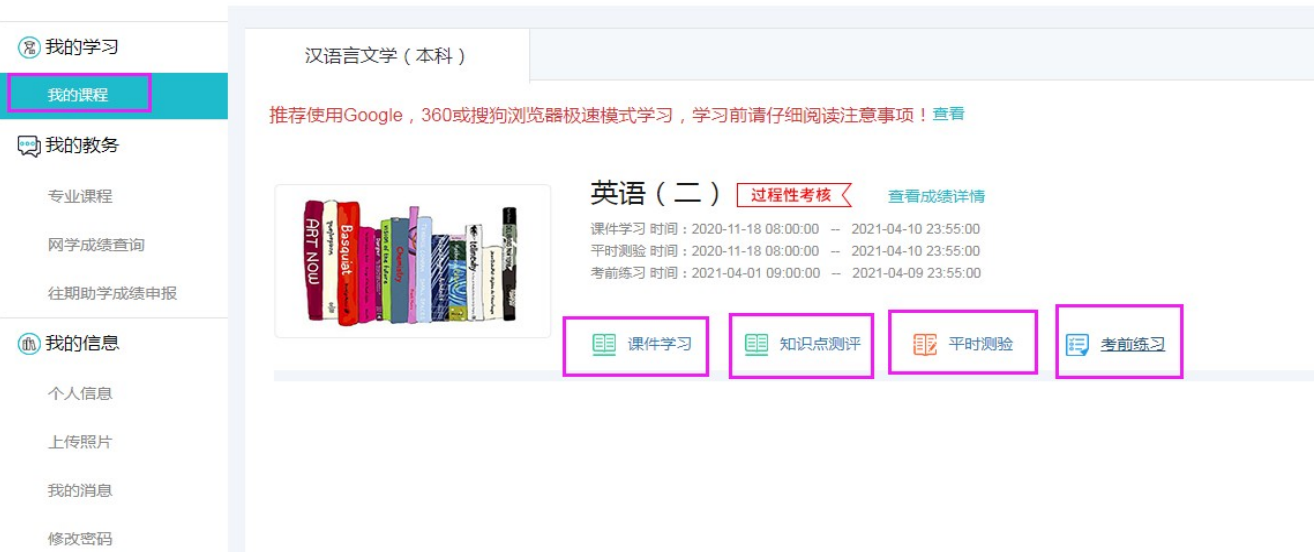 我的学习
我的课程
我的教务
专业课程
网学成绩查询
往期助学成绩申报
我的信息
个人信息
上传照片
我的消息
修改密码
汉语言文学（本科）
推荐使用Google，360或搜狗浏览器极速模式学习，学习前请仔细阅读注意事项！查看
英语（二） 过程性考核 查看成绩详情
课件学习 时间：2020-11-18 08:00:00 -- 2021-04-10 23:55:00
平时测验 时间：2020-11-18 08:00:00 -- 2021-04-10 23:55:00
考前练习 时间：2021-04-01 09:00:00 -- 2021-04-09 23:55:00
ART NOW
Basquiat
vision of the future
Chemistry
课件学习 知识点测评 平时测验 考前练习